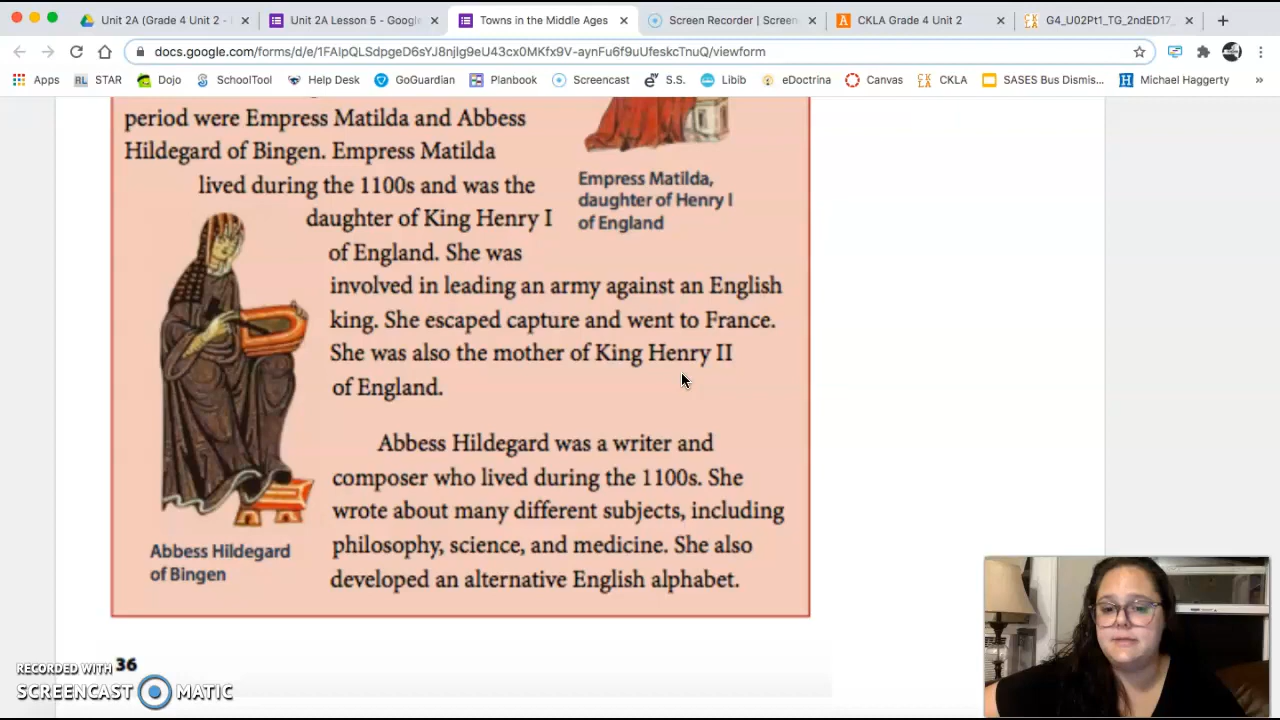 Unit 2A (Grade 4 Unit 2 -
Unit 2A Lesson 5 - Google
Towns in the Middle Ages
Screen Recorder | Screen
CKLA Grade 4 Unit 2
G4_U02Pt1_TG_2ndED17_
docs.google.com/forms/d/e/1FAIpQLSdpgeD6sYJ8njlg9eU43cx0MKfx9V-aynFu6f9uUfeskcTnuQ/viewform
Apps STAR Dojo SchoolTool Help Desk GoGuardian Planbook Screencast S.S. Libib eDoctrina Canvas CKLA SASES Bus Dismis... Michael Haggerty »
period were Empress Matilda and Abbess
Hildegard of Bingen. Empress Matilda
lived during the 1100s and was the
daughter of King Henry I
of England. She was
involved in leading an army against an English
king. She escaped capture and went to France.
She was also the mother of King Henry II
of England.
Empress Matilda,
daughter of Henry I
of England
Abbess Hildegard was a writer and
composer who lived during the 1100s. She
wrote about many different subjects, including
philosophy, science, and medicine. She also
developed an alternative English alphabet.
Abbess Hildegard
of Bingen
36
RECORDED WITH
SCREENCAST MATIC